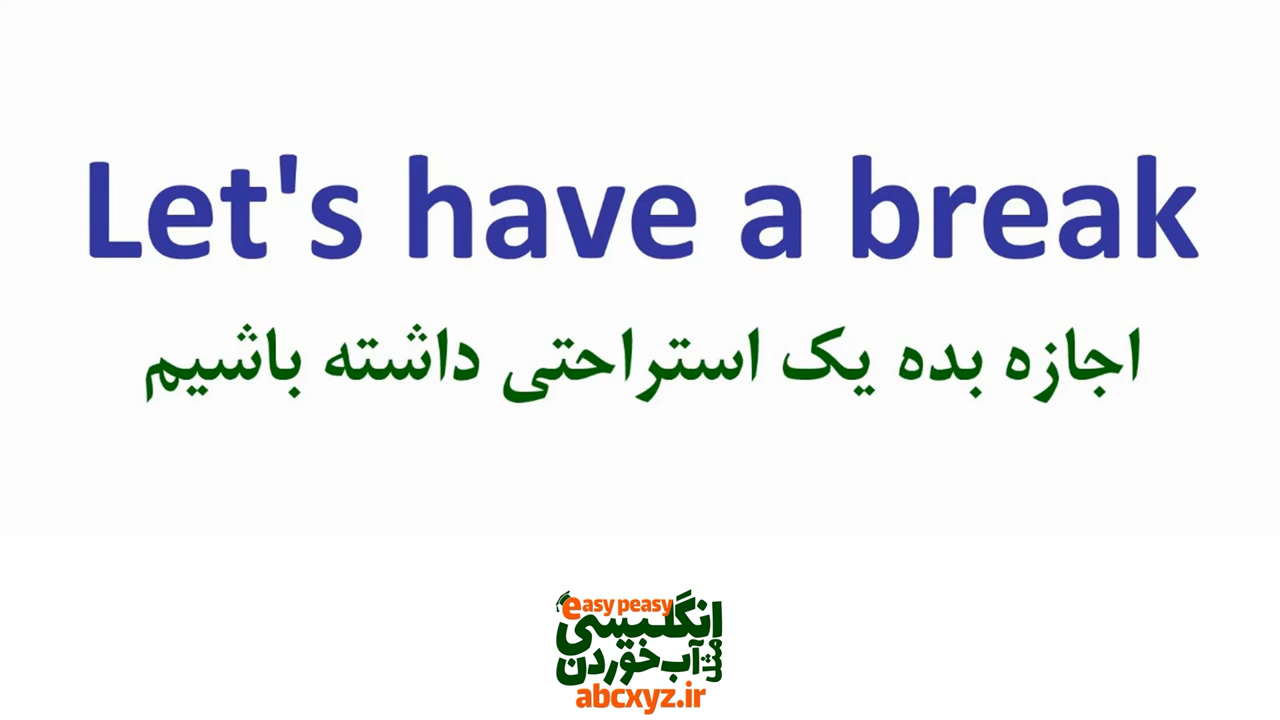 Let's have a break
اجازه بده یک استراحتی داشته باشیم
easy peasy
انگلیسی
مثل آب خوردن
abcxyz.ir